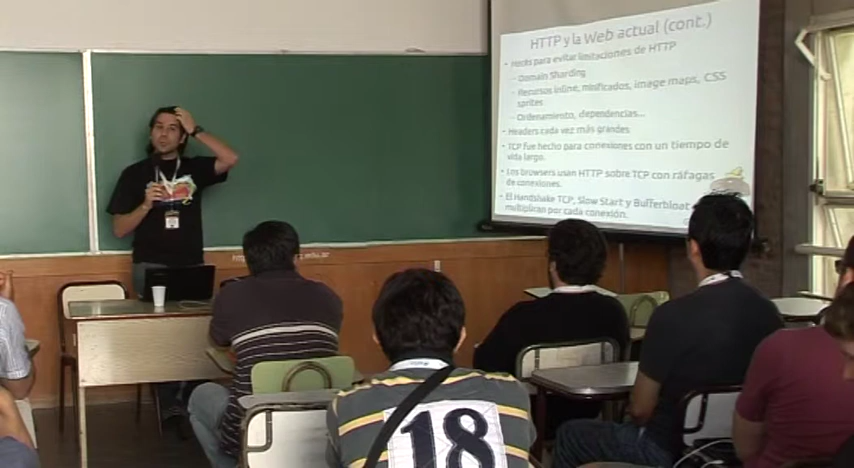 HTTP y la Web actual (cont.)
Hacks para evitar limitaciones de HTTP
Domain Sharding
Recursos inline, minificados, image maps, CSS
sprites
Ordenamiento, dependencias...
Headers cada vez más grandes
TCP fue hecho para conexiones con un tiempo de
vida largo.
Los browsers usan HTTP sobre TCP con ráfagas
de conexiones.
El Handshake TCP, Slow Start y Bufferbloat se
multiplican por cada conexión.
18